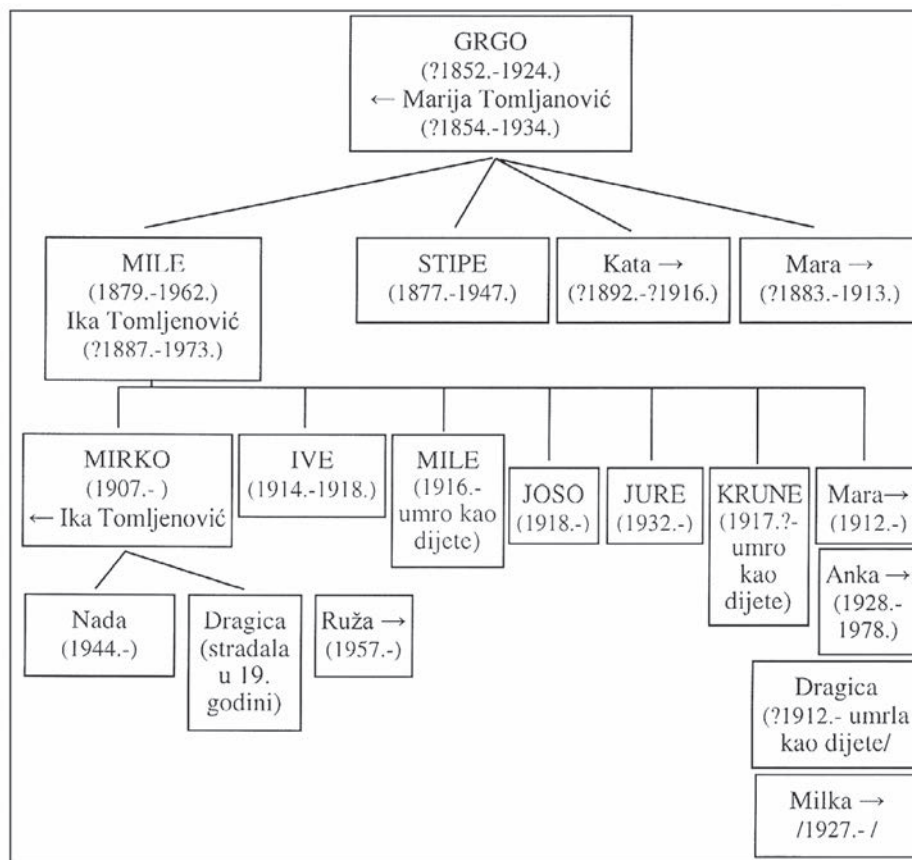 GRGO
(?1852.-1924.)
← Marija Tomljanović
(?1854.-1934.)
MILE
(1879.-1962.)
Ika Tomljenović
(?1887.-1973.)
STIPE
(1877.-1947.)
Kata →
(?1892.-?1916.)
Mara →
(?1883.-1913.)
MIRKO
(1907.- )
← Ika Tomljenović
IVE
(1914.-1918.)
MILE
(1916.-
umro kao
dijete)
JOSO
(1918.-)
JURE
(1932.-)
KRUNE
(1917.?-
umro
kao
dijete)
Mara→
(1912.-)
Anka →
(1928.-
1978.)
Nada
(1944.-)
Dragica
(stradala
u 19.
godini)
Ruža →
(1957.-)
Dragica
(?1912.- umrla
kao dijete/
Milka →
/1927.- /